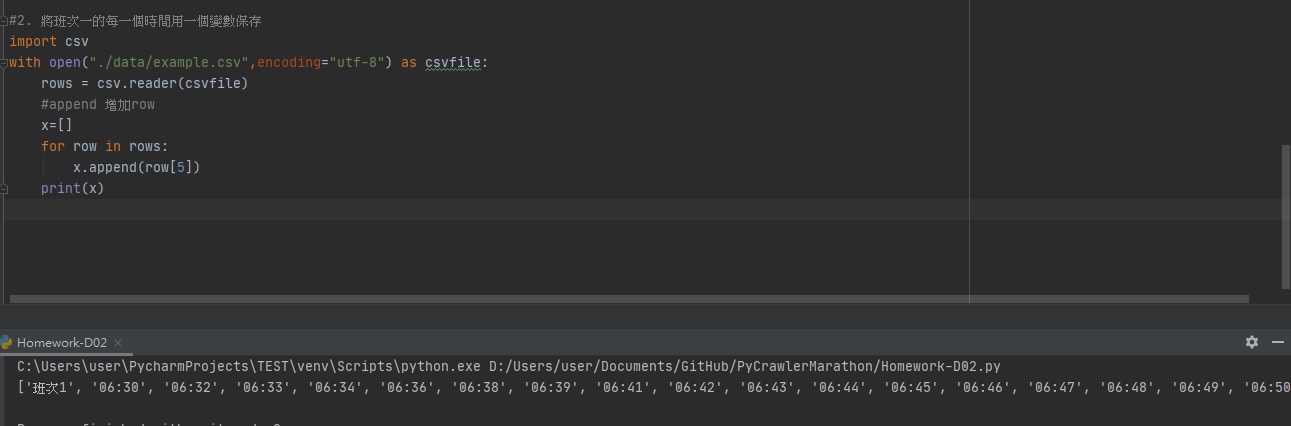 #2. 將班次一的每一個時間用一個變數保存
import csv
with open("./data/example.csv",encoding="utf-8") as csvfile:
    rows = csv.reader(csvfile)
    #append 增加row
    x=[]
    for row in rows:
        x.append(row[5])
    print(x)
Homework-D02
C:\Users\user\PycharmProjects\TEST\venv\Scripts\python.exe D:/Users/user/Documents/GitHub/PyCrawlerMarathon/Homework-D02.py
['班次1', '06:30', '06:32', '06:33', '06:34', '06:36', '06:38', '06:39', '06:41', '06:42', '06:43', '06:44', '06:45', '06:46', '06:47', '06:48', '06:49', '06:50